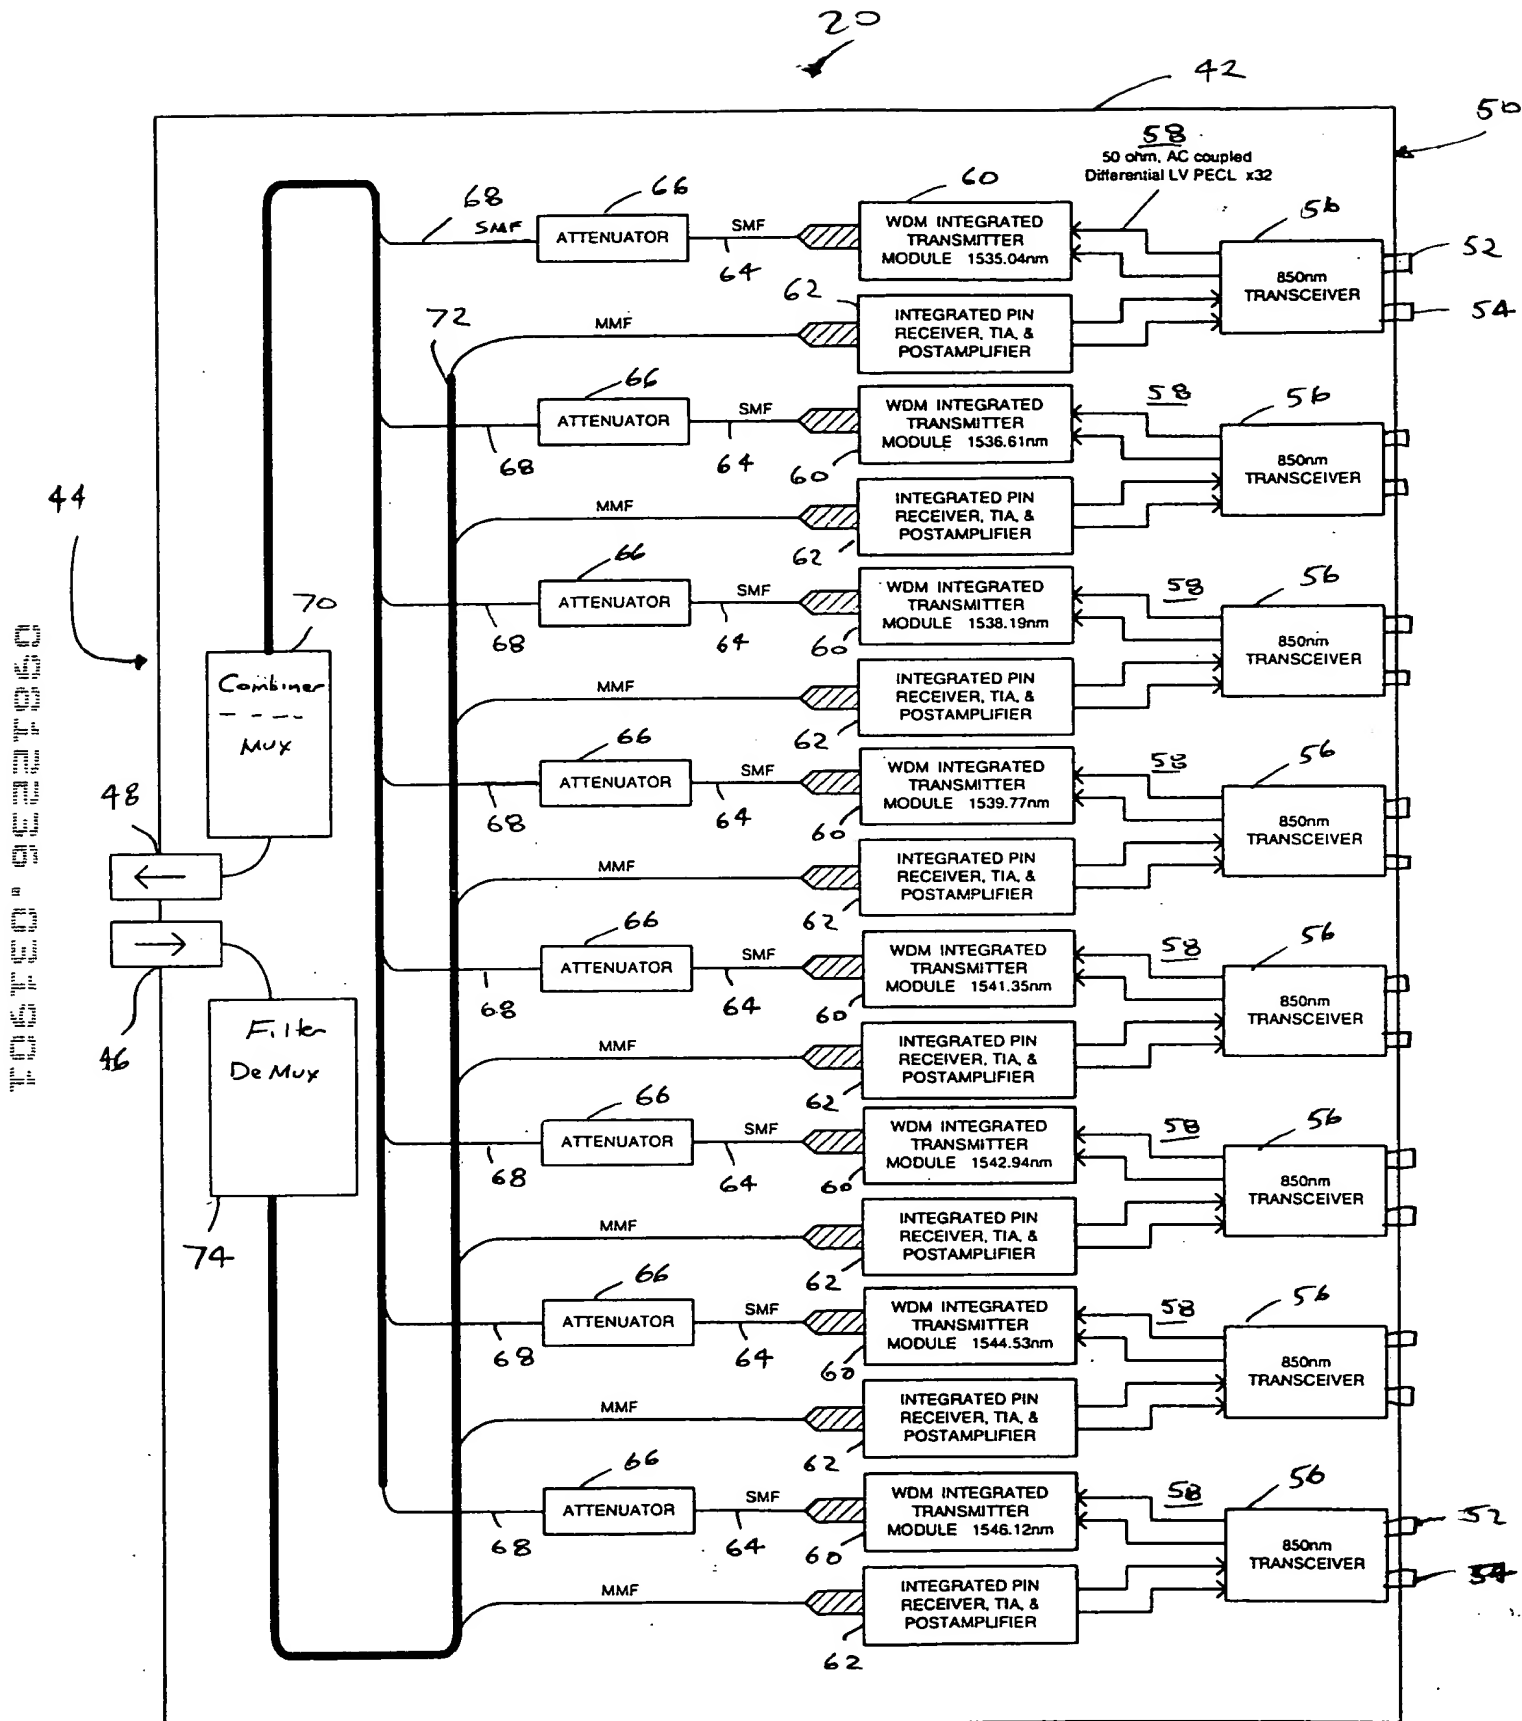 20
42
50
58
50 ohm, AC coupled
Differential LV PECL x32
68
SMF
66
ATTENUATOR
SMF
64
60
WDM INTEGRATED
TRANSMITTER
MODULE 1535.04nm
56
850nm
TRANSCEIVER
52
54
72
MMF
62
INTEGRATED PIN
RECEIVER, TIA, &
POSTAMPLIFIER
68
66
ATTENUATOR
SMF
64
60
WDM INTEGRATED
TRANSMITTER
MODULE 1536.61nm
58
56
850nm
TRANSCEIVER
MMF
62
INTEGRATED PIN
RECEIVER, TIA, &
POSTAMPLIFIER
44
68
66
ATTENUATOR
SMF
64
60
WDM INTEGRATED
TRANSMITTER
MODULE 1538.19nm
58
56
850nm
TRANSCEIVER
70
Combiner
Mux
MMF
62
INTEGRATED PIN
RECEIVER, TIA, &
POSTAMPLIFIER
68
66
ATTENUATOR
SMF
64
60
WDM INTEGRATED
TRANSMITTER
MODULE 1539.77nm
58
56
850nm
TRANSCEIVER
48
MMF
62
INTEGRATED PIN
RECEIVER, TIA, &
POSTAMPLIFIER
68
66
ATTENUATOR
SMF
64
60
WDM INTEGRATED
TRANSMITTER
MODULE 1541.35nm
58
56
850nm
TRANSCEIVER
46
Filter
DeMux
74
MMF
62
INTEGRATED PIN
RECEIVER, TIA, &
POSTAMPLIFIER
68
66
ATTENUATOR
SMF
64
60
WDM INTEGRATED
TRANSMITTER
MODULE 1542.94nm
58
56
850nm
TRANSCEIVER
MMF
62
INTEGRATED PIN
RECEIVER, TIA, &
POSTAMPLIFIER
68
66
ATTENUATOR
SMF
64
60
WDM INTEGRATED
TRANSMITTER
MODULE 1544.53nm
58
56
850nm
TRANSCEIVER
MMF
62
INTEGRATED PIN
RECEIVER, TIA, &
POSTAMPLIFIER
68
66
ATTENUATOR
SMF
64
60
WDM INTEGRATED
TRANSMITTER
MODULE 1546.12nm
58
56
850nm
TRANSCEIVER
52
54
MMF
62
INTEGRATED PIN
RECEIVER, TIA, &
POSTAMPLIFIER